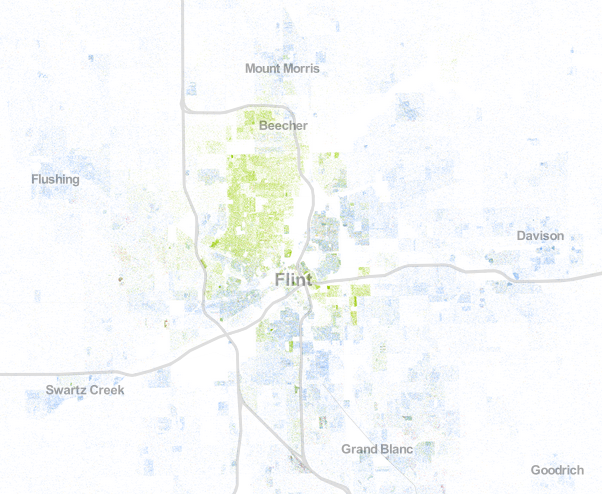 Mount Morris
Beecher
Flushing
Davison
Flint
Swartz Creek
Grand Blanc
Goodrich